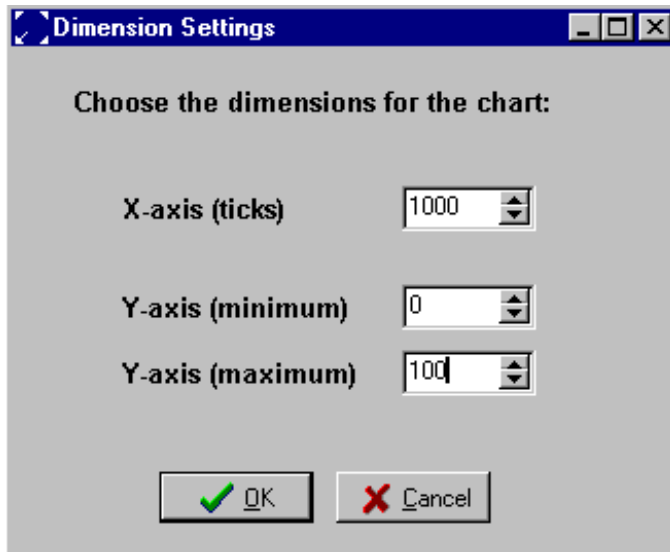 Dimension Settings
Choose the dimensions for the chart:
X-axis (ticks) 1000
Y-axis (minimum) 0
Y-axis (maximum) 100
OK Cancel